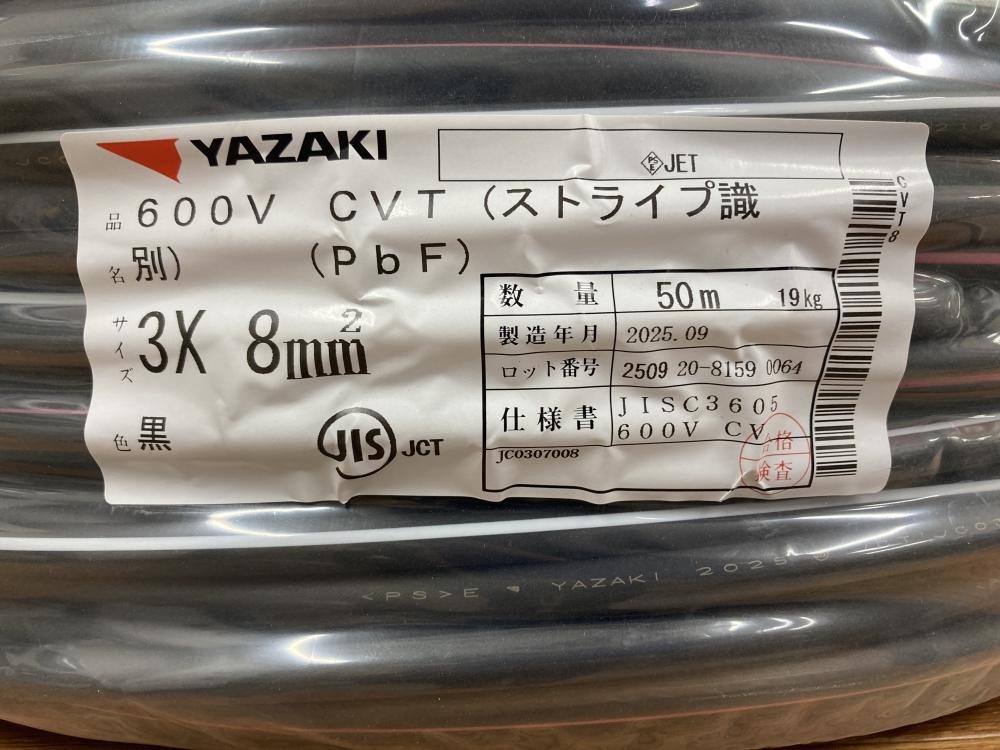 YAZAKI
PSE JET
品名 600V CVT (ストライプ識
別) (PbF)
サイズ 3X 8mm2
色 黒
JIS JCT
数量 50m 19kg
製造年月 2025.09
ロット番号 2509 20-8159 0064
仕様書 JISC3605
600V CV
JC0307008
合格
検査
CVT8
<PS>E YAZAKI 2025